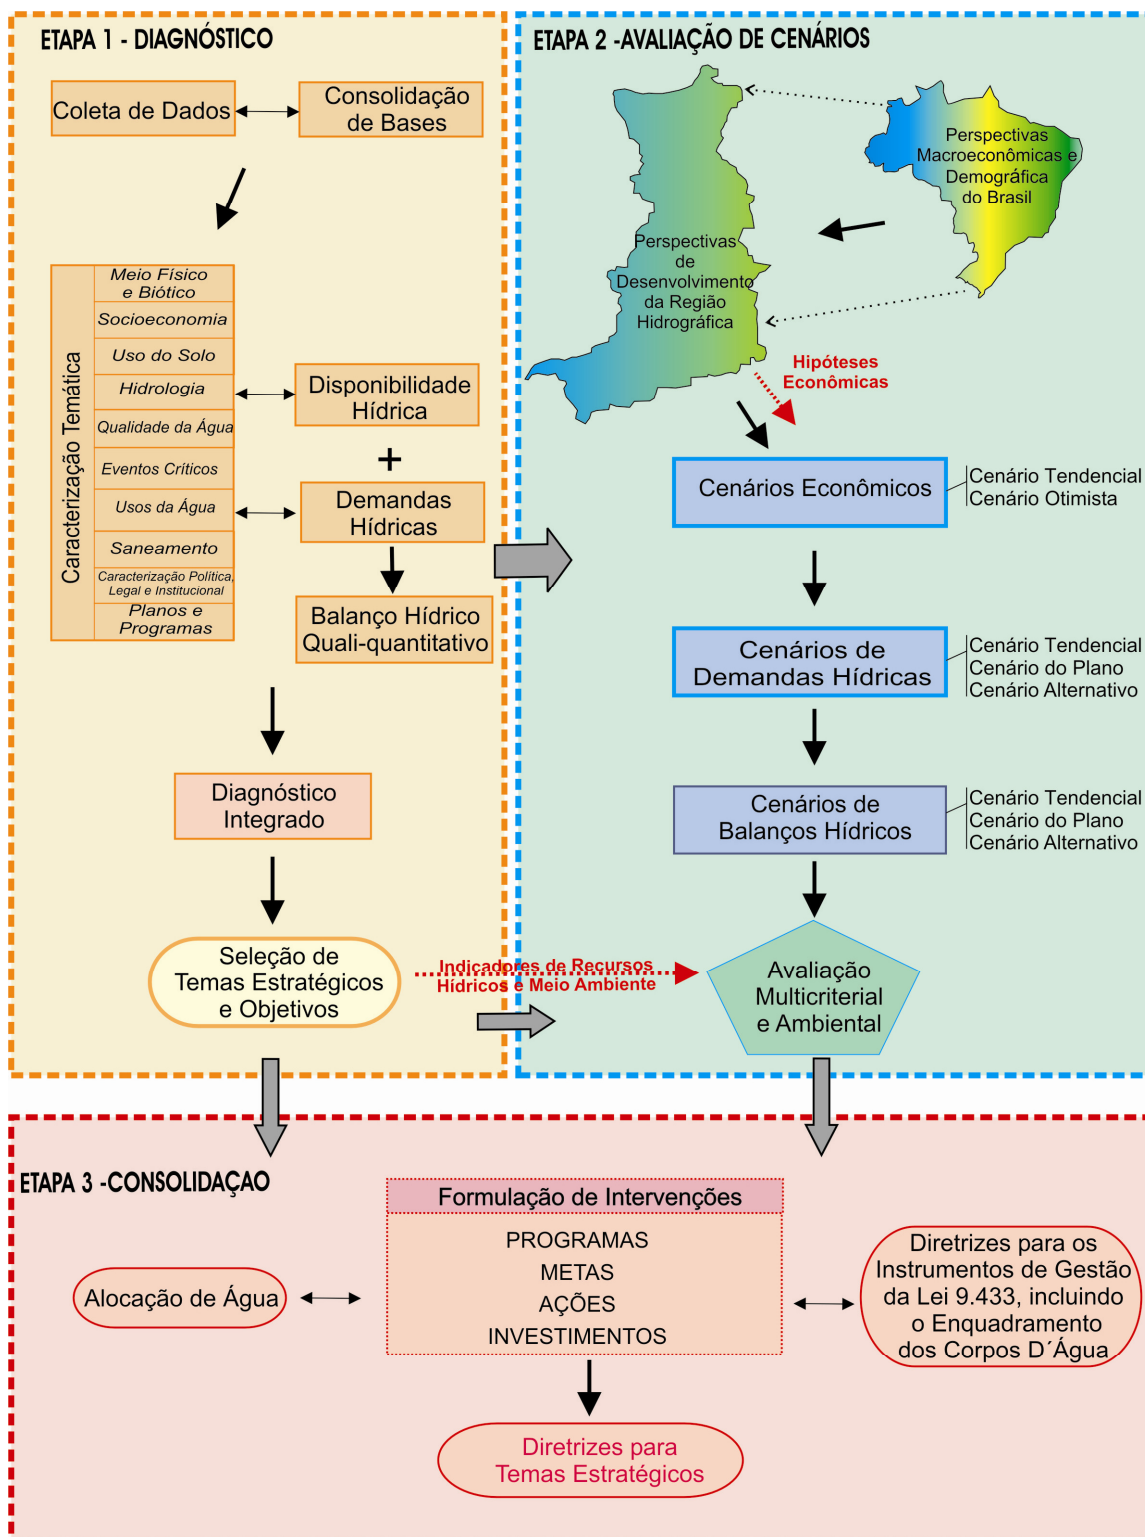 ETAPA 1 - DIAGNÓSTICO
Coleta de Dados
Consolidação
de Bases
Caracterização Temática
Meio Físico
e Biótico
Socioeconomia
Uso do Solo
Hidrologia
Qualidade da Água
Eventos Críticos
Usos da Água
Saneamento
Caracterização Política,
Legal e Institucional
Planos e
Programas
Disponibilidade
Hídrica
+
Demandas
Hídricas
Balanço Hídrico
Quali-quantitativo
Diagnóstico
Integrado
Seleção de
Temas Estratégicos
e Objetivos
Indicadores de Recursos
Hídricos e Meio Ambiente
ETAPA 2 -AVALIAÇÃO DE CENÁRIOS
Perspectivas
Macroeconômicas e
Demográfica
do Brasil
Perspectivas
de
Desenvolvimento
da Região
Hidrográfica
Hipóteses
Econômicas
Cenários Econômicos
Cenário Tendencial
Cenário Otimista
Cenários de
Demandas Hídricas
Cenário Tendencial
Cenário do Plano
Cenário Alternativo
Cenários de
Balanços Hídricos
Cenário Tendencial
Cenário do Plano
Cenário Alternativo
Avaliação
Multicriterial
e Ambiental
ETAPA 3 -CONSOLIDAÇAO
Formulação de Intervenções
PROGRAMAS
METAS
AÇÕES
INVESTIMENTOS
Alocação de Água
Diretrizes para os
Instrumentos de Gestão
da Lei 9.433, incluindo
o Enquadramento
dos Corpos D´Água
Diretrizes para
Temas Estratégicos